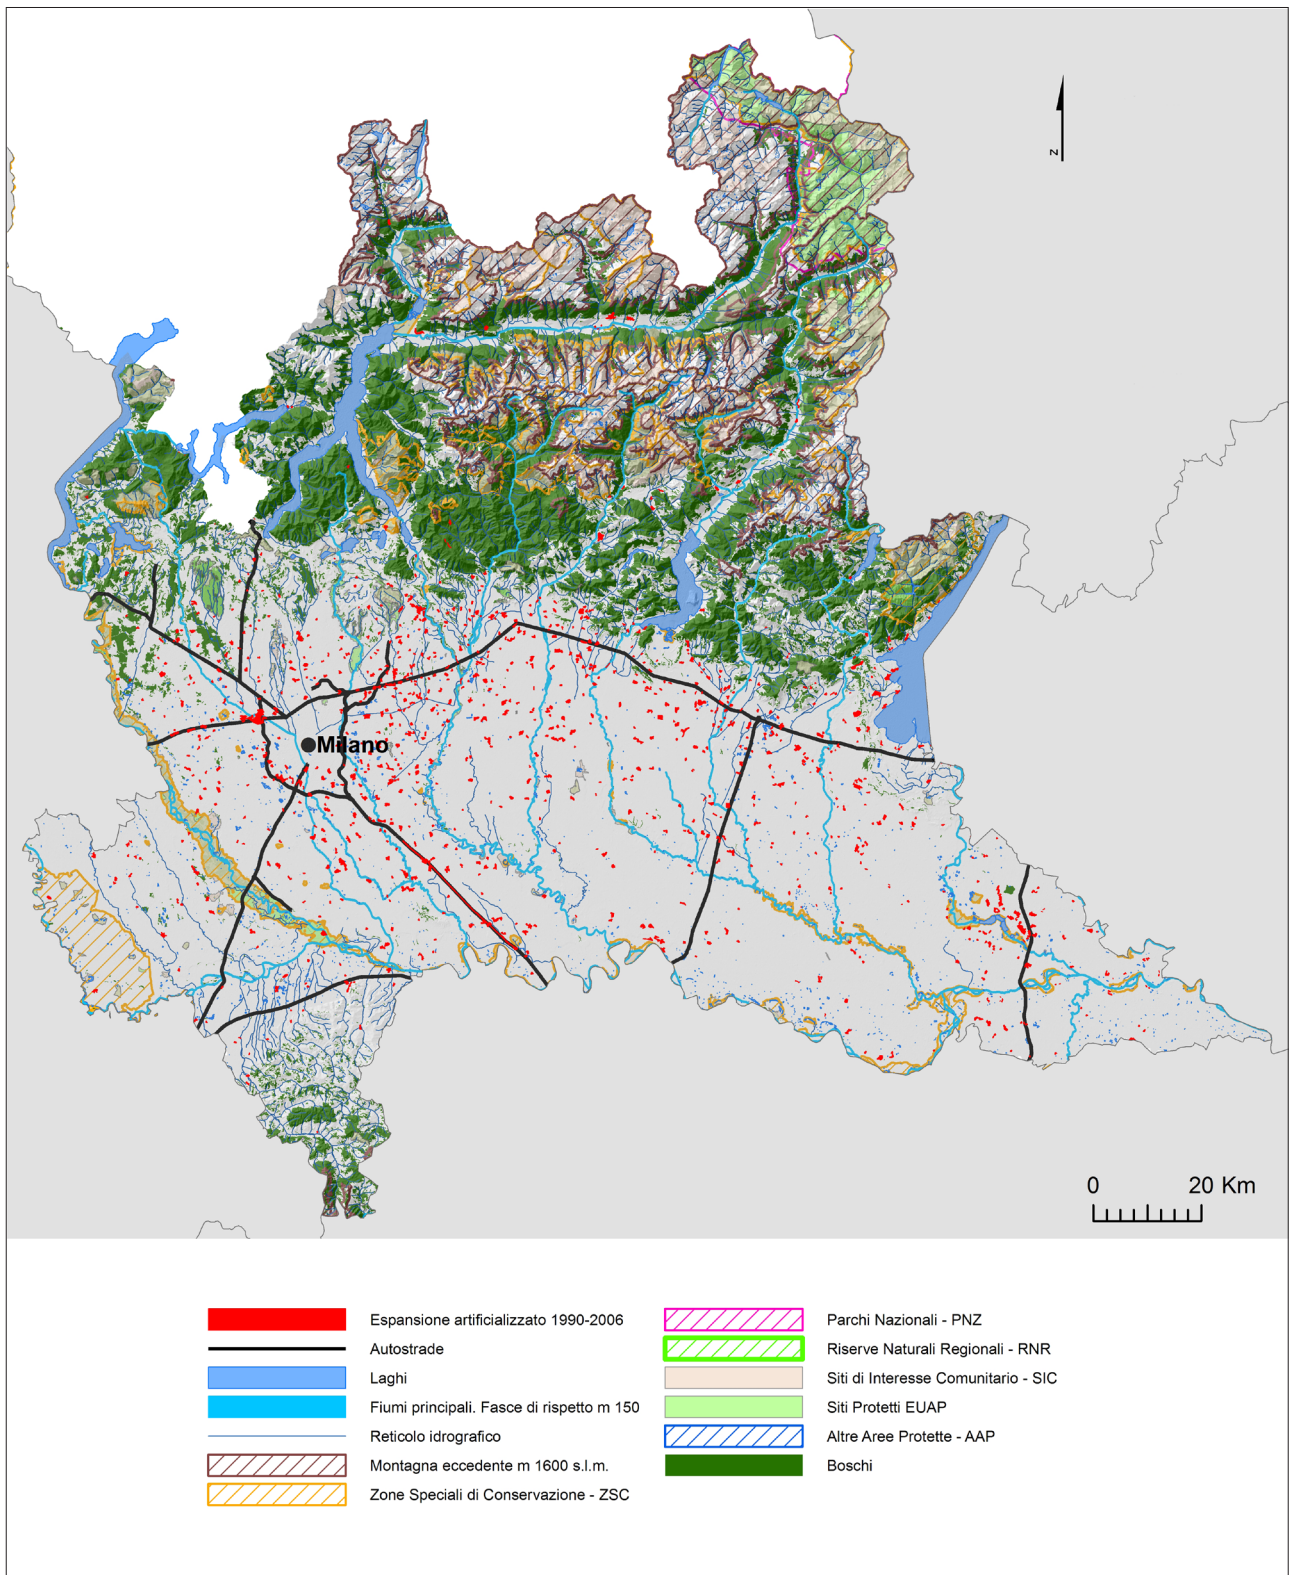 N
Milano
0 20 Km
Espansione artificializzato 1990-2006
Autostrade
Laghi
Fiumi principali. Fasce di rispetto m 150
Reticolo idrografico
Montagna eccedente m 1600 s.l.m.
Zone Speciali di Conservazione - ZSC
Parchi Nazionali - PNZ
Riserve Naturali Regionali - RNR
Siti di Interesse Comunitario - SIC
Siti Protetti EUAP
Altre Aree Protette - AAP
Boschi